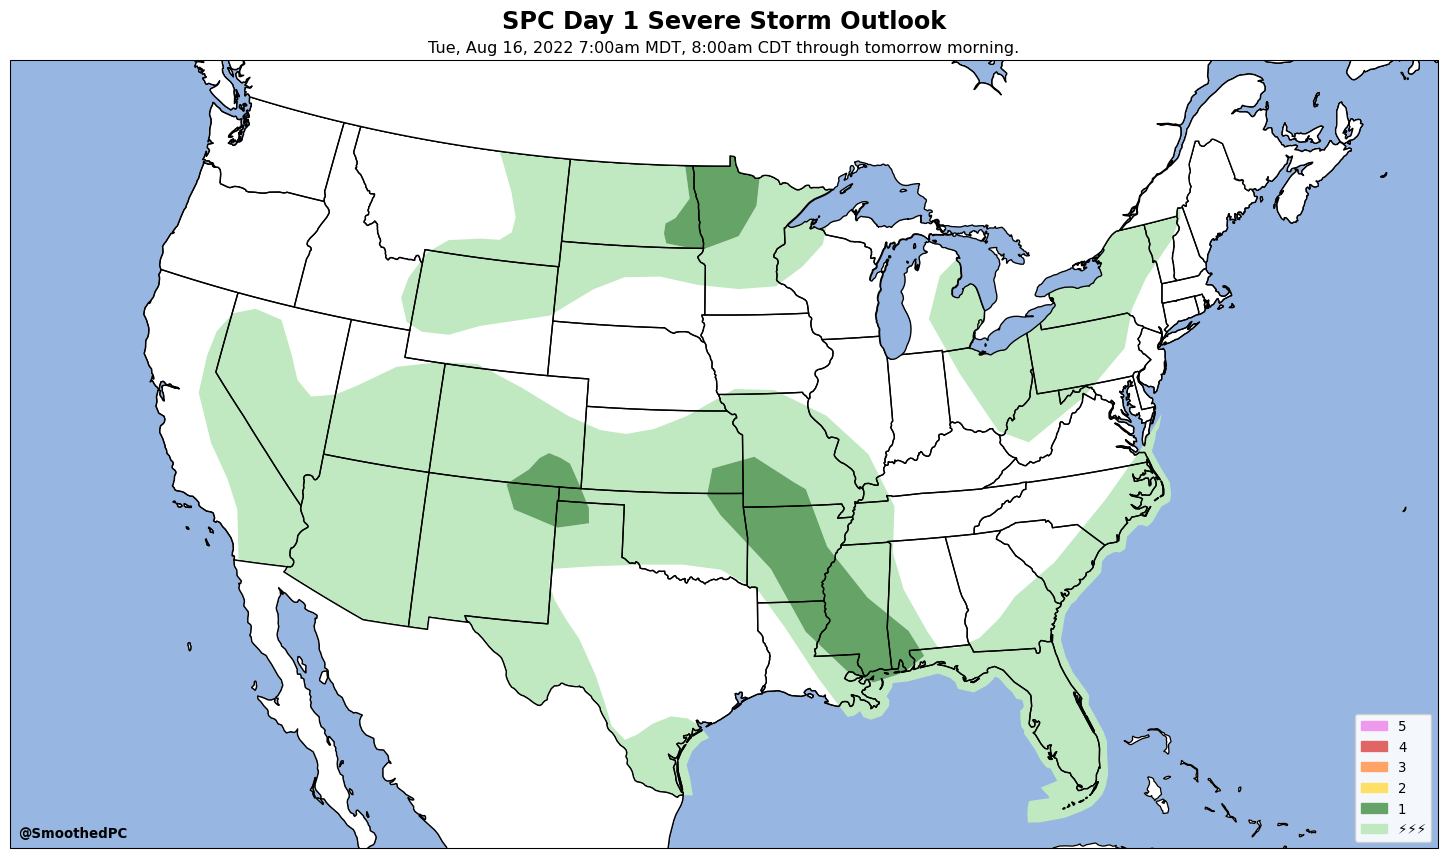 SPC Day 1 Severe Storm Outlook
Tue, Aug 16, 2022 7:00am MDT, 8:00am CDT through tomorrow morning.
5
4
3
2
1
⚡⚡⚡
@SmoothedPC